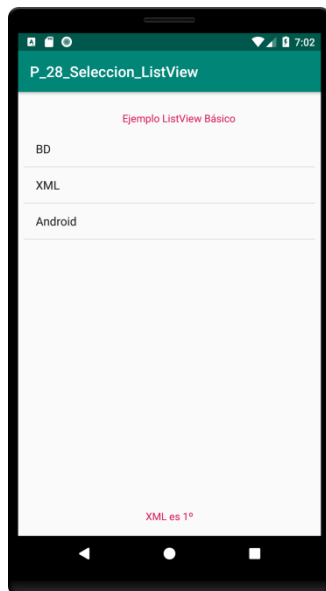 7:02
P_28_Seleccion_ListView
Ejemplo ListView Básico
BD
XML
Android
XML es 1º